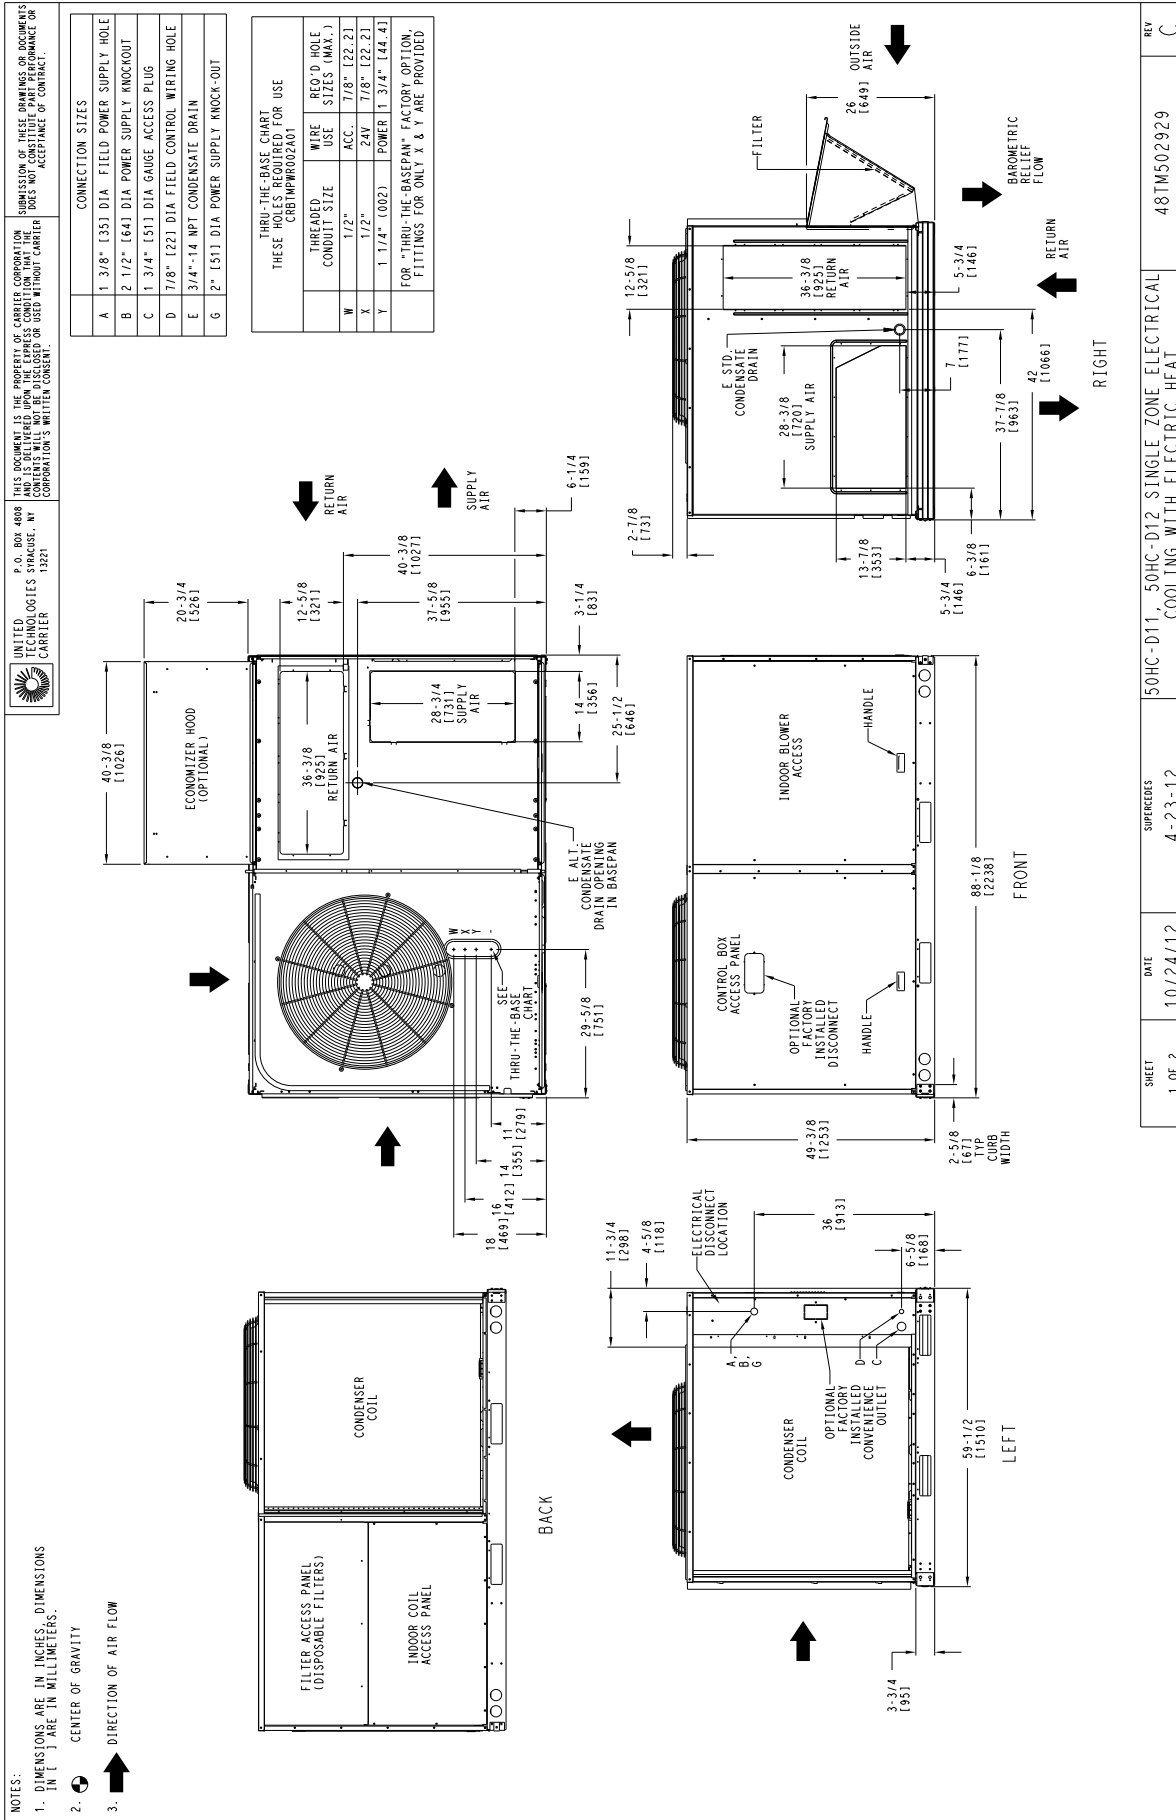 NOTES:
1. DIMENSIONS ARE IN INCHES, DIMENSIONS
IN [ ] ARE IN MILLIMETERS.
2. CENTER OF GRAVITY
3. DIRECTION OF AIR FLOW
UNITED
TECHNOLOGIES
CARRIER
P.O. BOX 4808
SYRACUSE, NY
13221
THIS DOCUMENT IS THE PROPERTY OF CARRIER CORPORATION
AND IS DELIVERED UPON THE EXPRESS CONDITION THAT THE
CONTENTS WILL NOT BE DISCLOSED OR USED WITHOUT CARRIER
CORPORATION'S WRITTEN CONSENT.
SUBMISSION OF THESE DRAWINGS OR DOCUMENTS
DOES NOT CONSTITUTE PART PERFORMANCE OR
ACCEPTANCE OF CONTRACT.
CONNECTION SIZES
A 1 3/8" [35] DIA FIELD POWER SUPPLY HOLE
B 2 1/2" [64] DIA POWER SUPPLY KNOCKOUT
C 1 3/4" [51] DIA GAUGE ACCESS PLUG
D 7/8" [22] DIA FIELD CONTROL WIRING HOLE
E 3/4"-14 NPT CONDENSATE DRAIN
G 2" [51] DIA POWER SUPPLY KNOCK-OUT
THRU-THE-BASE CHART
THESE HOLES REQUIRED FOR USE
CRBTMPWR002A01
THREADED CONDUIT SIZE WIRE USE REQ'D HOLE SIZES (MAX.)
W 1/2" ACC. 7/8" [22.2]
X 1/2" 24V 7/8" [22.2]
Y 1 1/4" (002) POWER 1 3/4" [44.4]
FOR "THRU-THE-BASEPAN" FACTORY OPTION,
FITTINGS FOR ONLY X & Y ARE PROVIDED
FILTER ACCESS PANEL
(DISPOSABLE FILTERS)
INDOOR COIL
ACCESS PANEL
CONDENSER
COIL
BACK
40-3/8
[1026]
20-3/4
[526]
ECONOMIZER HOOD
(OPTIONAL)
12-5/8
[321]
RETURN
AIR
36-3/8
[925]
RETURN AIR
40-3/8
[1027]
37-5/8
[955]
SUPPLY
AIR
6-1/4
[159]
28-3/4
[731]
SUPPLY
AIR
3-1/4
[83]
14
[356]
25-1/2
[646]
E ALT.
CONDENSATE
DRAIN OPENING
IN BASEPAN
W
X
Y
-
SEE
THRU-THE-BASE
CHART
29-5/8
[751]
18
[469]
16
[412]
14
[355]
11
[279]
12-5/8
[321]
FILTER
26
[649]
OUTSIDE
AIR
BAROMETRIC
RELIEF
FLOW
RETURN
AIR
36-3/8
[925]
RETURN
AIR
5-3/4
[146]
E STD.
CONDENSATE
DRAIN
28-3/8
[720]
SUPPLY AIR
7
[177]
42
[1066]
37-7/8
[963]
2-7/8
[73]
13-7/8
[353]
6-3/8
[161]
5-3/4
[146]
RIGHT
11-3/4
[298]
4-5/8
[118]
ELECTRICAL
DISCONNECT
LOCATION
36
[913]
6-5/8
[168]
A,
B,
G
D
C
CONDENSER
COIL
OPTIONAL
FACTORY
INSTALLED
CONVENIENCE
OUTLET
59-1/2
[1510]
3-3/4
[95]
LEFT
49-3/8
[1253]
2-5/8
[67]
TYP
CURB
WIDTH
CONTROL BOX
ACCESS PANEL
OPTIONAL
FACTORY
INSTALLED
DISCONNECT
HANDLE
INDOOR BLOWER
ACCESS
HANDLE
88-1/8
[2238]
FRONT
SHEET
1 OF 2
DATE
10/24/12
SUPERCEDES
4-23-12
50HC-D11, 50HC-D12 SINGLE ZONE ELECTRICAL
COOLING WITH ELECTRIC HEAT
48TM502929
REV
C